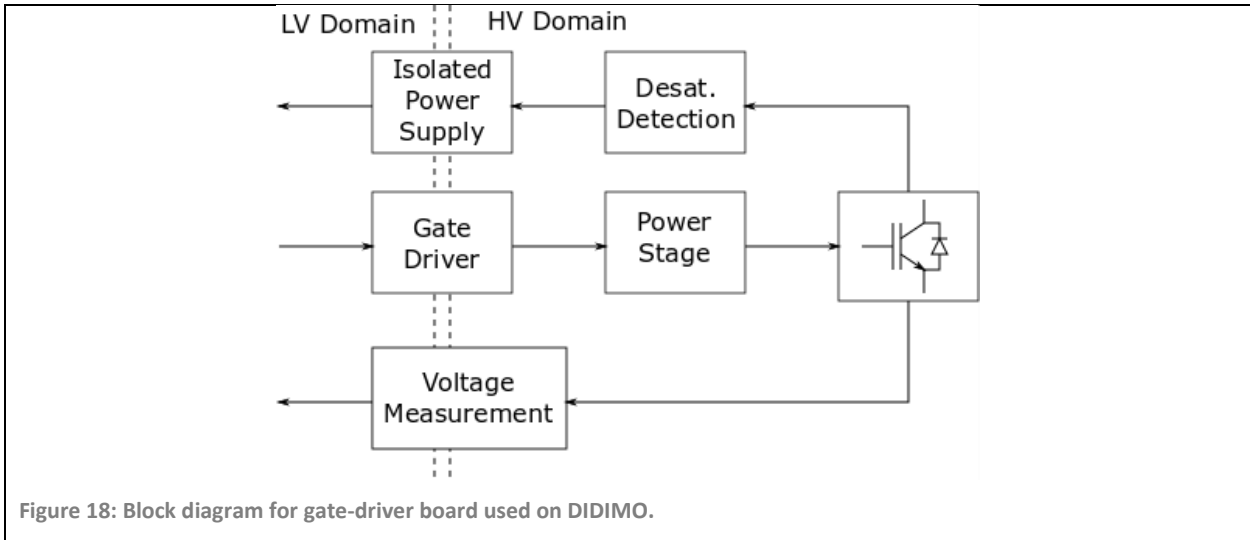 LV Domain
HV Domain
Isolated
Power
Supply
Desat.
Detection
Gate
Driver
Power
Stage
Voltage
Measurement
Figure 18: Block diagram for gate-driver board used on DIDIMO.